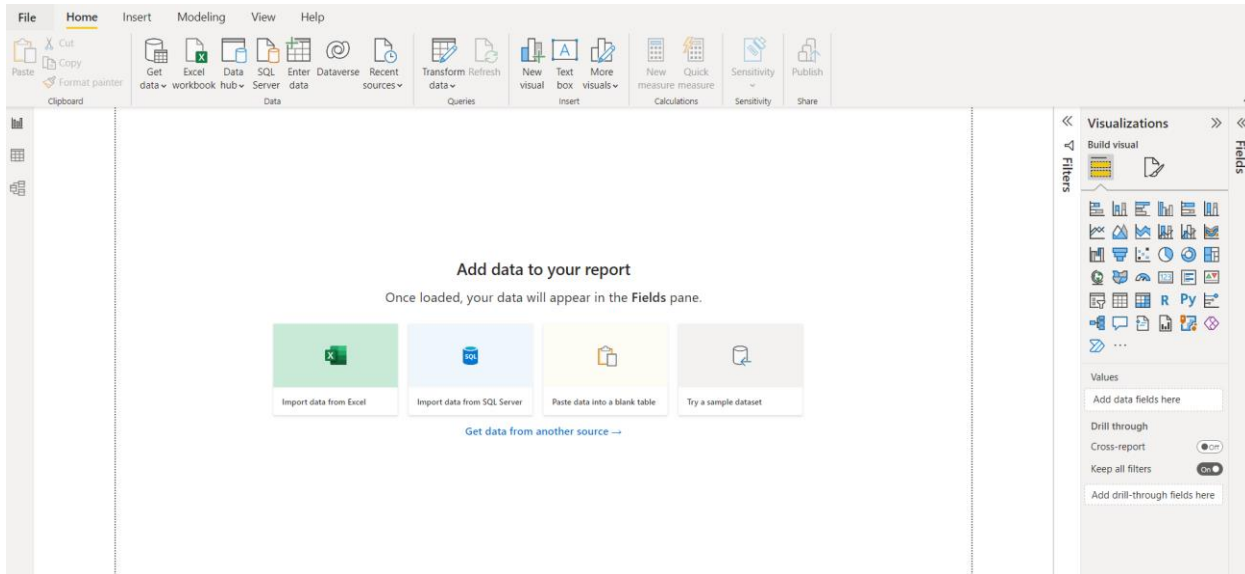 File Home Insert Modeling View Help
Paste
Cut
Copy
Format painter
Clipboard
Get data
Excel workbook
Data hub
SQL Server
Enter data
Dataverse
Recent sources
Data
Transform data
Refresh
Queries
New visual
Text box
More visuals
Insert
New measure
Quick measure
Calculations
Sensitivity
Sensitivity
Publish
Share
Add data to your report
Once loaded, your data will appear in the Fields pane.
Import data from Excel
SQL
Import data from SQL Server
Paste data into a blank table
Try a sample dataset
Get data from another source →
Filters
Visualizations
Build visual
R Py
Values
Add data fields here
Drill through
Cross-report Off
Keep all filters On
Add drill-through fields here
Fields